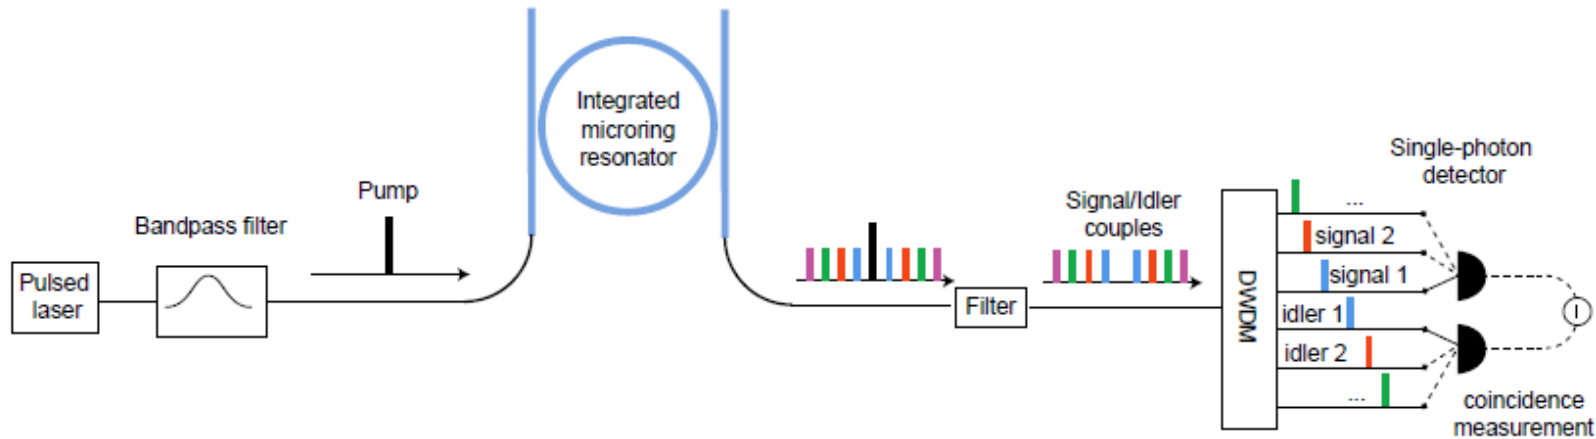 Pulsed
laser
Bandpass filter
Pump
Integrated
microring
resonator
Filter
Signal/Idler
couples
DWDM
...
signal 2
signal 1
idler 1
idler 2
...
Single-photon
detector
I
coincidence
measurement